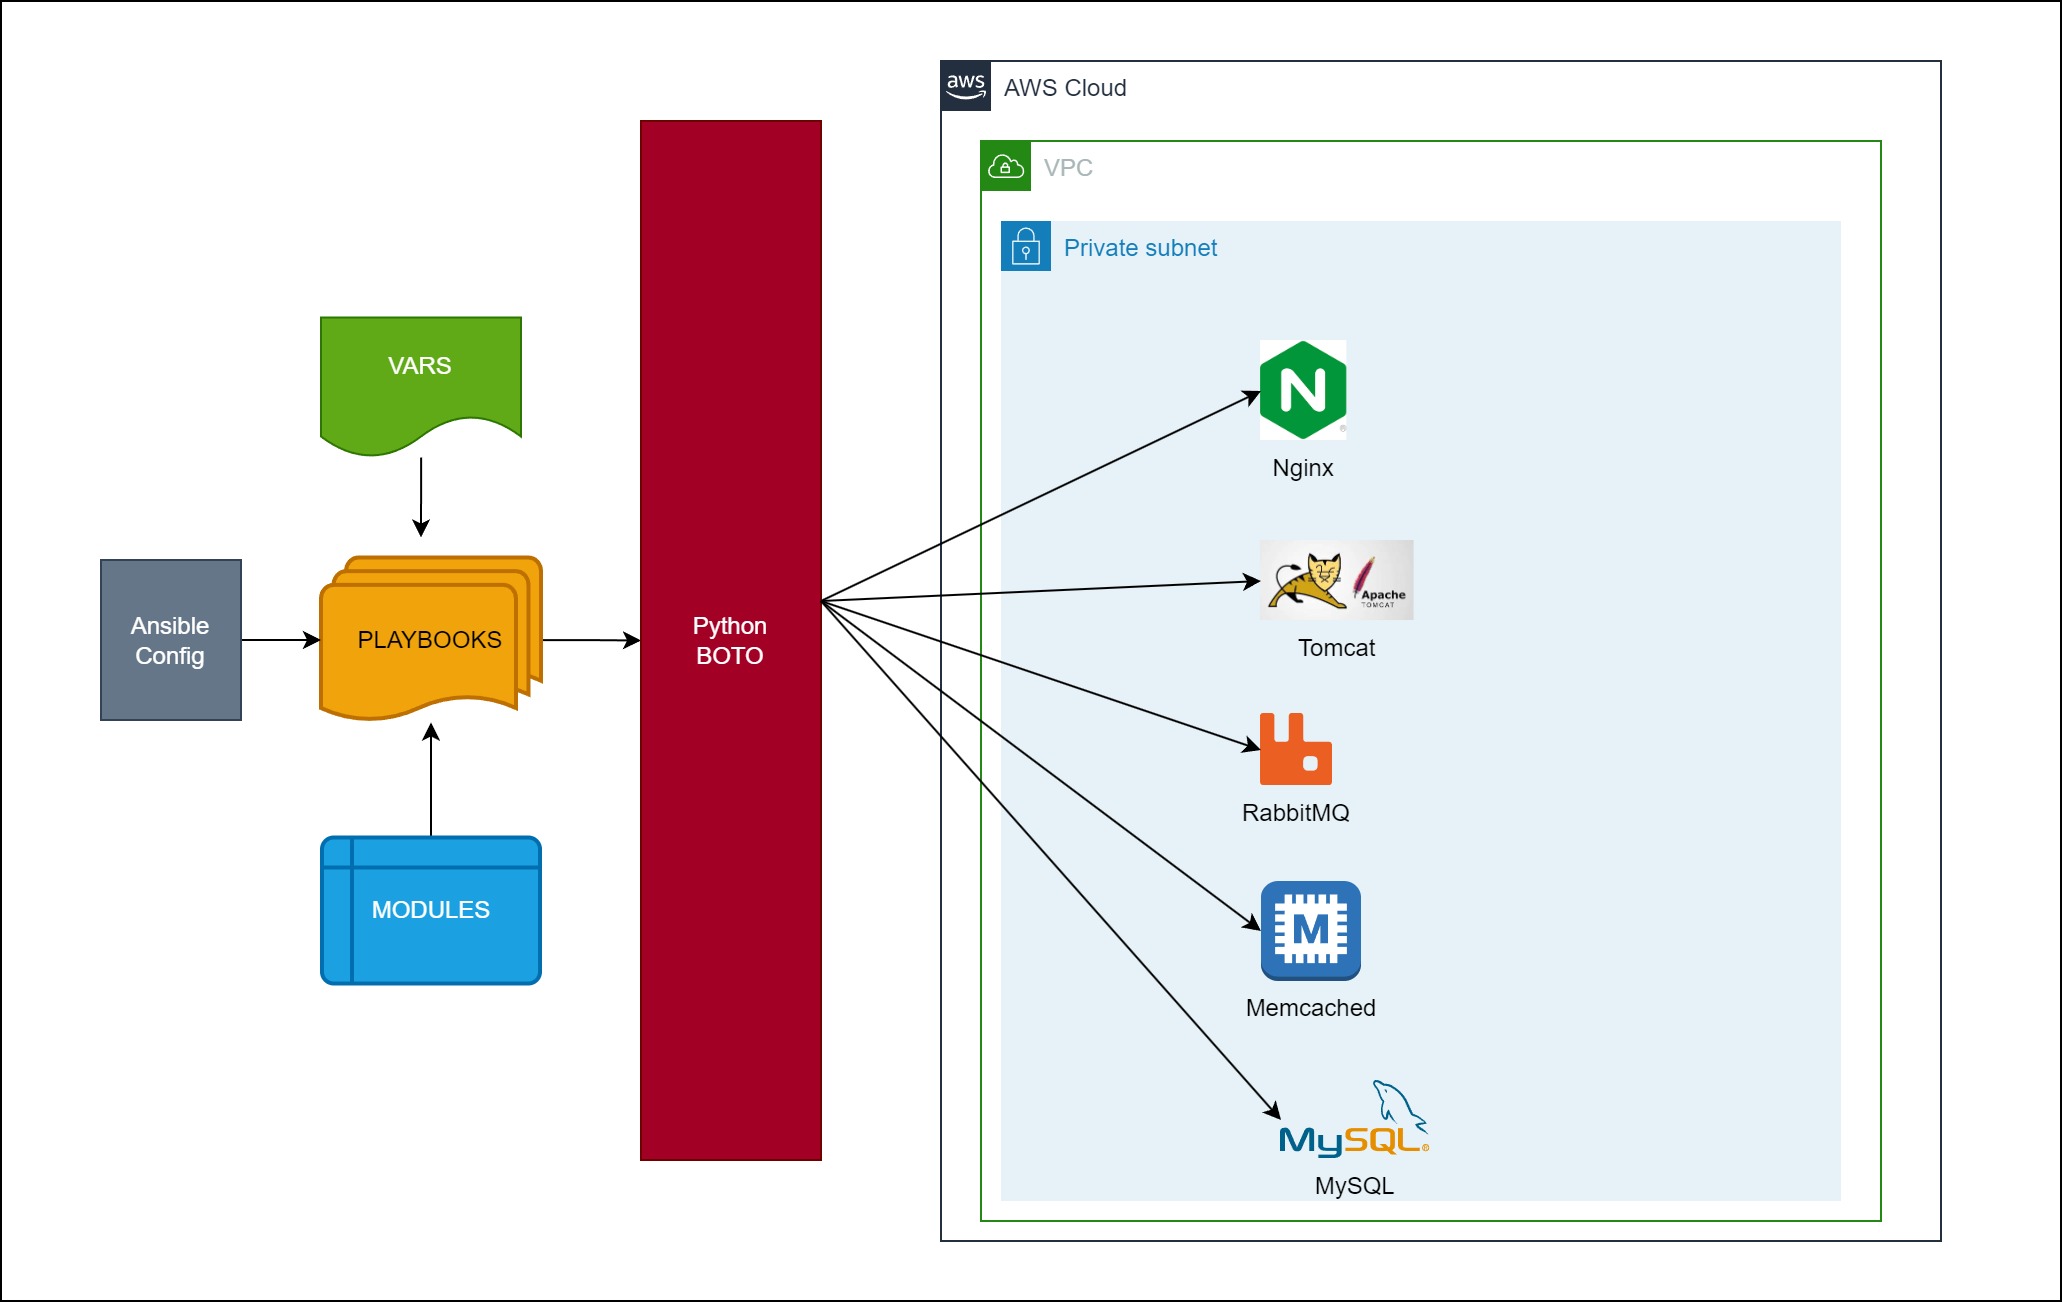 aws
AWS Cloud
VPC
Private subnet
VARS
Ansible
Config
PLAYBOOKS
MODULES
Python
BOTO
N
®
Nginx
Apache
TOMCAT
Tomcat
RabbitMQ
M
Memcached
MySQL®
MySQL